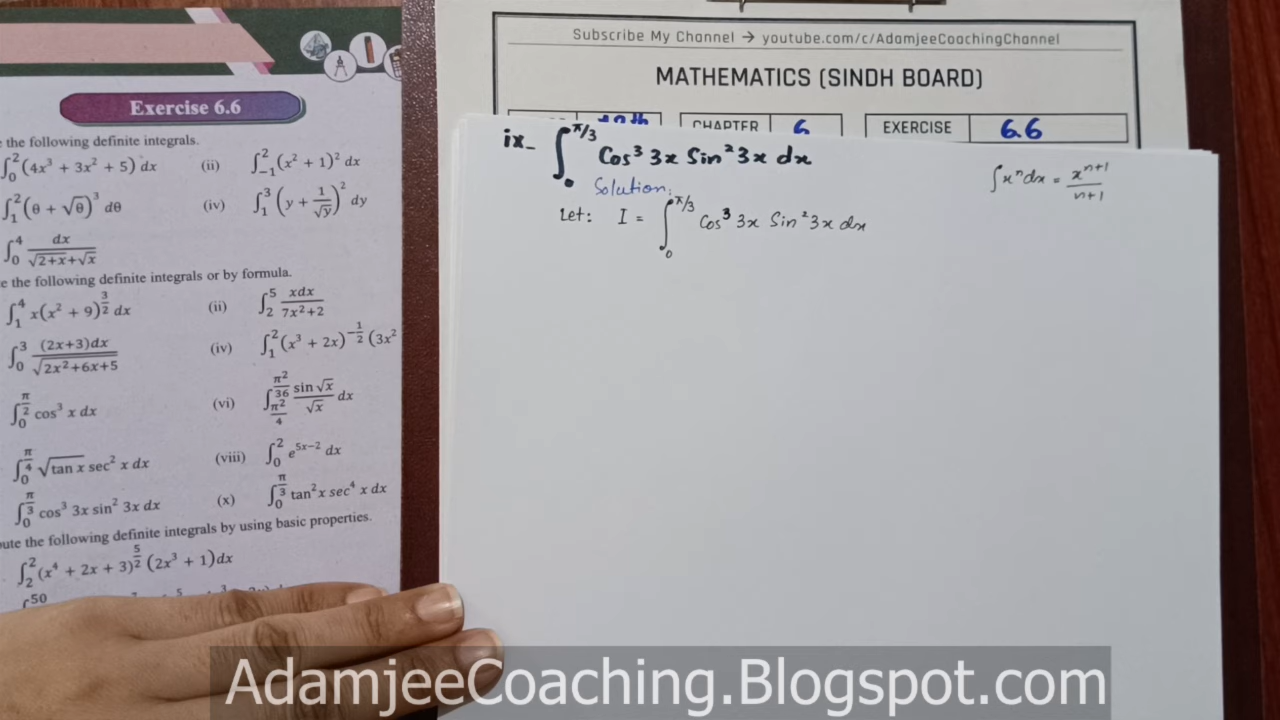 Exercise 6.6
the following definite integrals.
∫₀² (4x³ + 3x² + 5) dx (ii) ∫₋₁² (x² + 1)² dx
∫₁² (θ + √θ)³ dθ (iv) ∫₁³ (y + 1/√y)² dy
∫₀⁴ dx/(√(2+x)+√x)
the following definite integrals or by formula.
∫₁⁴ x(x² + 9)^(3/2) dx (ii) ∫₂⁵ xdx/(7x²+2)
∫₀³ (2x+3)dx/√(2x²+6x+5) (iv) ∫₁² (x³ + 2x)^(-1/2) (3x²
∫₀^(π/2) cos³ x dx (vi) ∫_(π²/4)^(π²/36) sin √x/√x dx
∫₀^(π/4) √(tan x) sec² x dx (viii) ∫₀² e^(5x−2) dx
∫₀^(π/3) cos³ 3x sin² 3x dx (x) ∫₀^(π/3) tan²x sec⁴ x dx
the following definite integrals by using basic properties.
∫₂² (x⁴ + 2x + 3)^(5/2) (2x³ + 1)dx
Subscribe My Channel → youtube.com/c/AdamjeeCoachingChannel
MATHEMATICS (SINDH BOARD)
CHAPTER 6 EXERCISE 6.6
ix- ∫₀^(π/3) Cos³ 3x Sin² 3x dx
∫xⁿdx = x^(n+1)/(n+1)
Solution:
Let: I = ∫₀^(π/3) Cos³ 3x Sin² 3x dx
AdamjeeCoaching.Blogspot.com